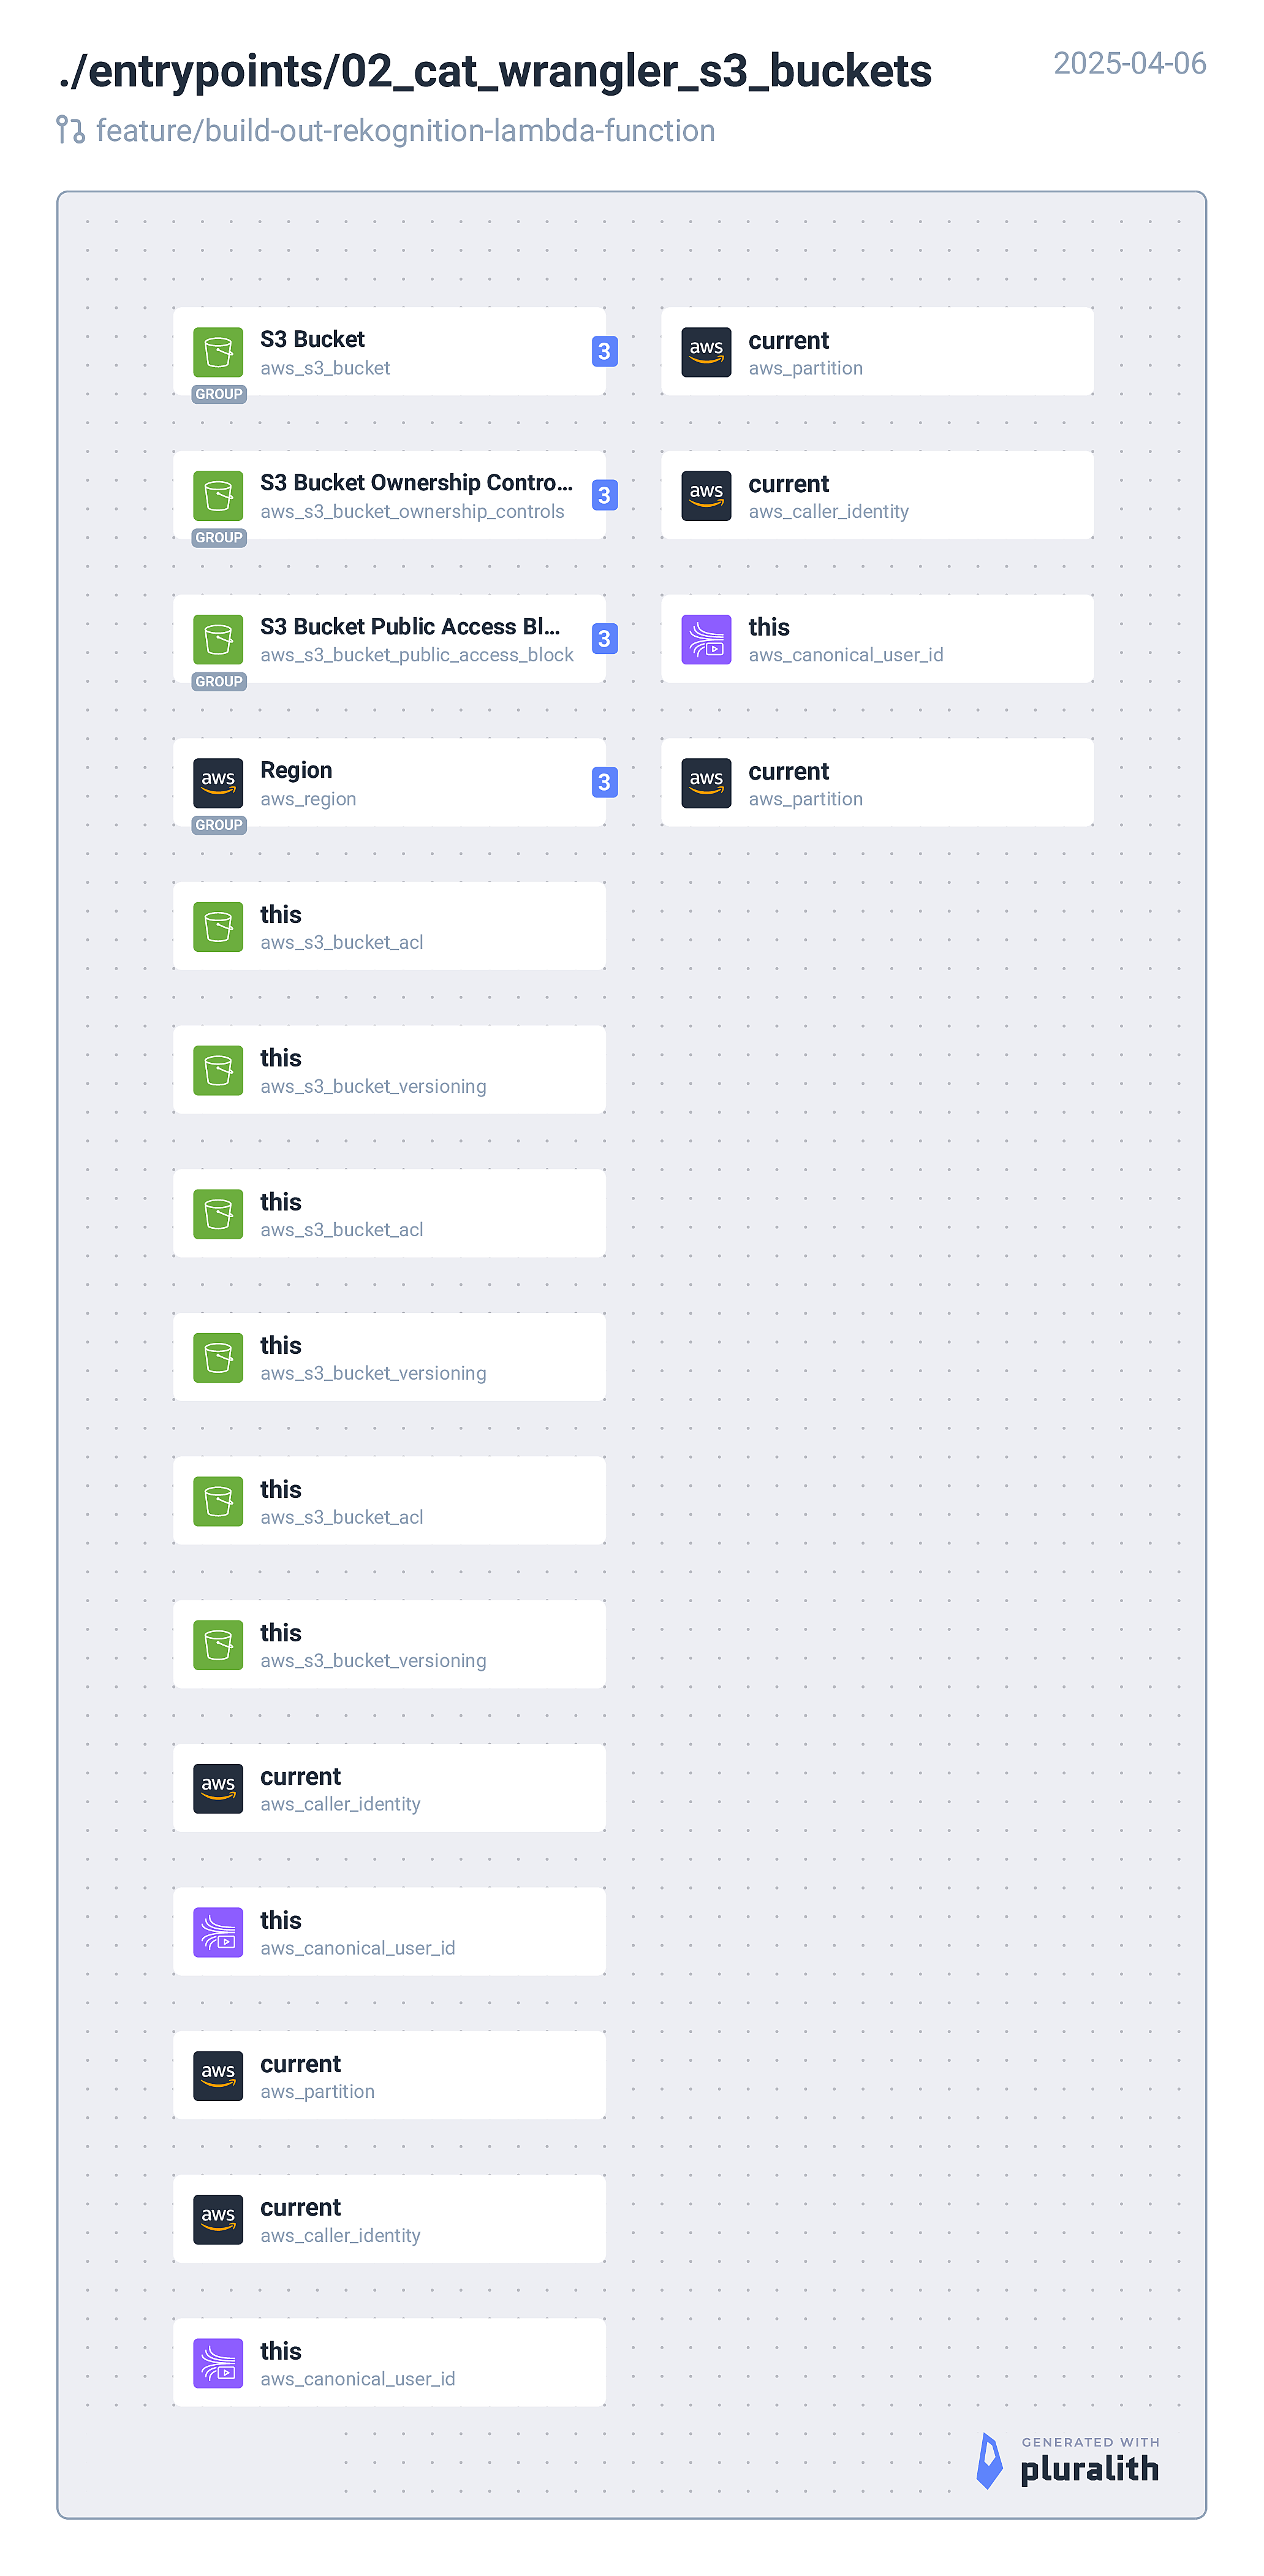 ./entrypoints/02_cat_wrangler_s3_buckets
2025-04-06
feature/build-out-rekognition-lambda-function
S3 Bucket
aws_s3_bucket
3
GROUP
current
aws_partition
S3 Bucket Ownership Contro...
aws_s3_bucket_ownership_controls
3
GROUP
current
aws_caller_identity
S3 Bucket Public Access Bl...
aws_s3_bucket_public_access_block
3
GROUP
this
aws_canonical_user_id
aws
Region
aws_region
3
GROUP
aws
current
aws_partition
this
aws_s3_bucket_acl
this
aws_s3_bucket_versioning
this
aws_s3_bucket_acl
this
aws_s3_bucket_versioning
this
aws_s3_bucket_acl
this
aws_s3_bucket_versioning
aws
current
aws_caller_identity
this
aws_canonical_user_id
aws
current
aws_partition
aws
current
aws_caller_identity
this
aws_canonical_user_id
GENERATED WITH
pluralith